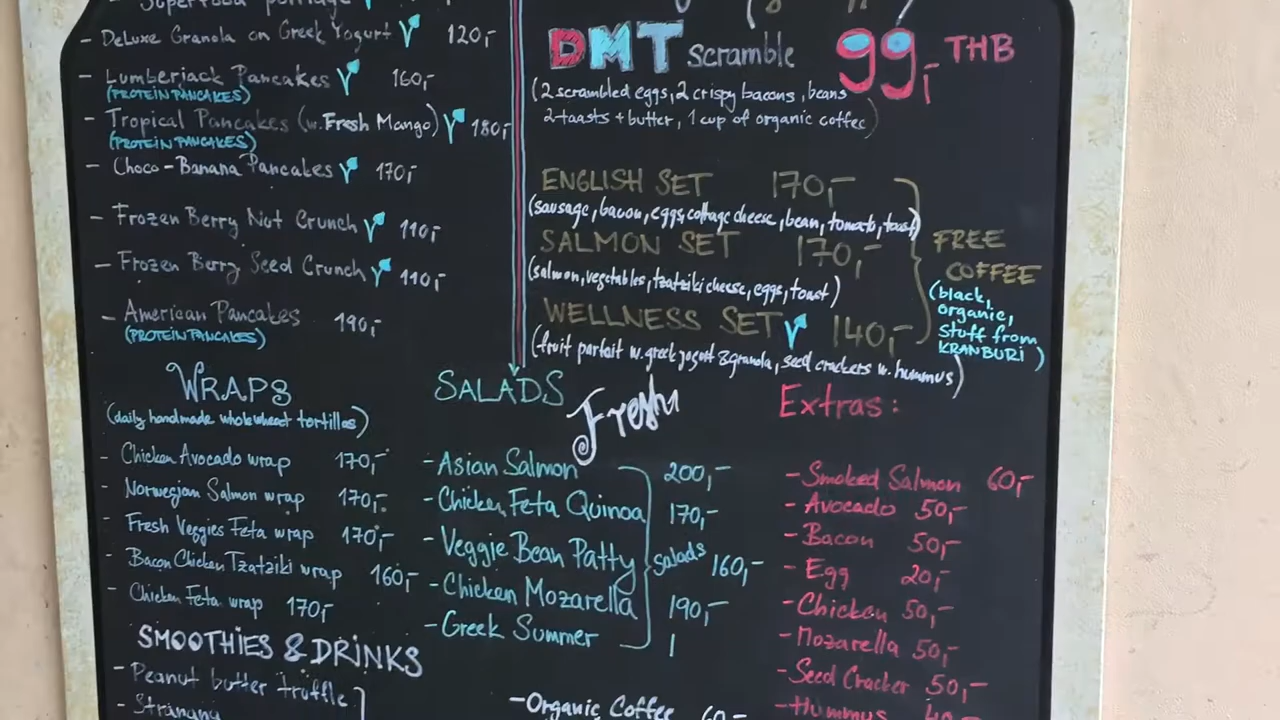 Superfood porridge
- DeLuxe Granola on Greek Yogurt V 120,-
- Lumberjack Pancakes V 160,-
(PROTEIN PANCAKES)
- Tropical Pancakes (w. Fresh Mango) V 180,-
(PROTEIN PANCAKES)
- Choco-Banana Pancakes V 170,-
- Frozen Berry Nut Crunch V 110,-
- Frozen Berry Seed Crunch V 110,-
- American Pancakes 190,-
(PROTEIN PANCAKES)
DMT scramble 99,- THB
(2 scrambled eggs, 2 crispy bacons, beans
2 toasts + butter, 1 cup of organic coffee)
ENGLISH SET 170,-
(sausage, bacon, eggs, cottage cheese, bean, tomato, toast)
SALMON SET 170,-
(salmon, vegetables, tzatziki cheese, eggs, toast)
WELLNESS SET V 140,-
(fruit parfait w. greek yogurt & granola, seed crackers w. hummus)
FREE
COFFEE
(black,
organic,
stuff from
KRANBURI)
WRAPS
(daily handmade whole wheat tortillas)
- Chicken Avocado wrap 170,-
- Norwegian Salmon wrap 170,-
- Fresh Veggies Feta wrap 170,-
- Bacon Chicken Tzatziki wrap 160,-
- Chicken Feta wrap 170,-
SALADS
Fresh
- Asian Salmon 200,-
- Chicken Feta Quinoa 170,-
- Veggie Bean Patty salads 160,-
- Chicken Mozarella 190,-
- Greek Summer
Extras:
- Smoked Salmon 60,-
- Avocado 50,-
- Bacon 50,-
- Egg 20,-
- Chicken 50,-
- Mozarella 50,-
- Seed Cracker 50,-
- Hummus 40,-
SMOOTHIES & DRINKS
- Peanut butter truffle
- Organic Coffee 60,-